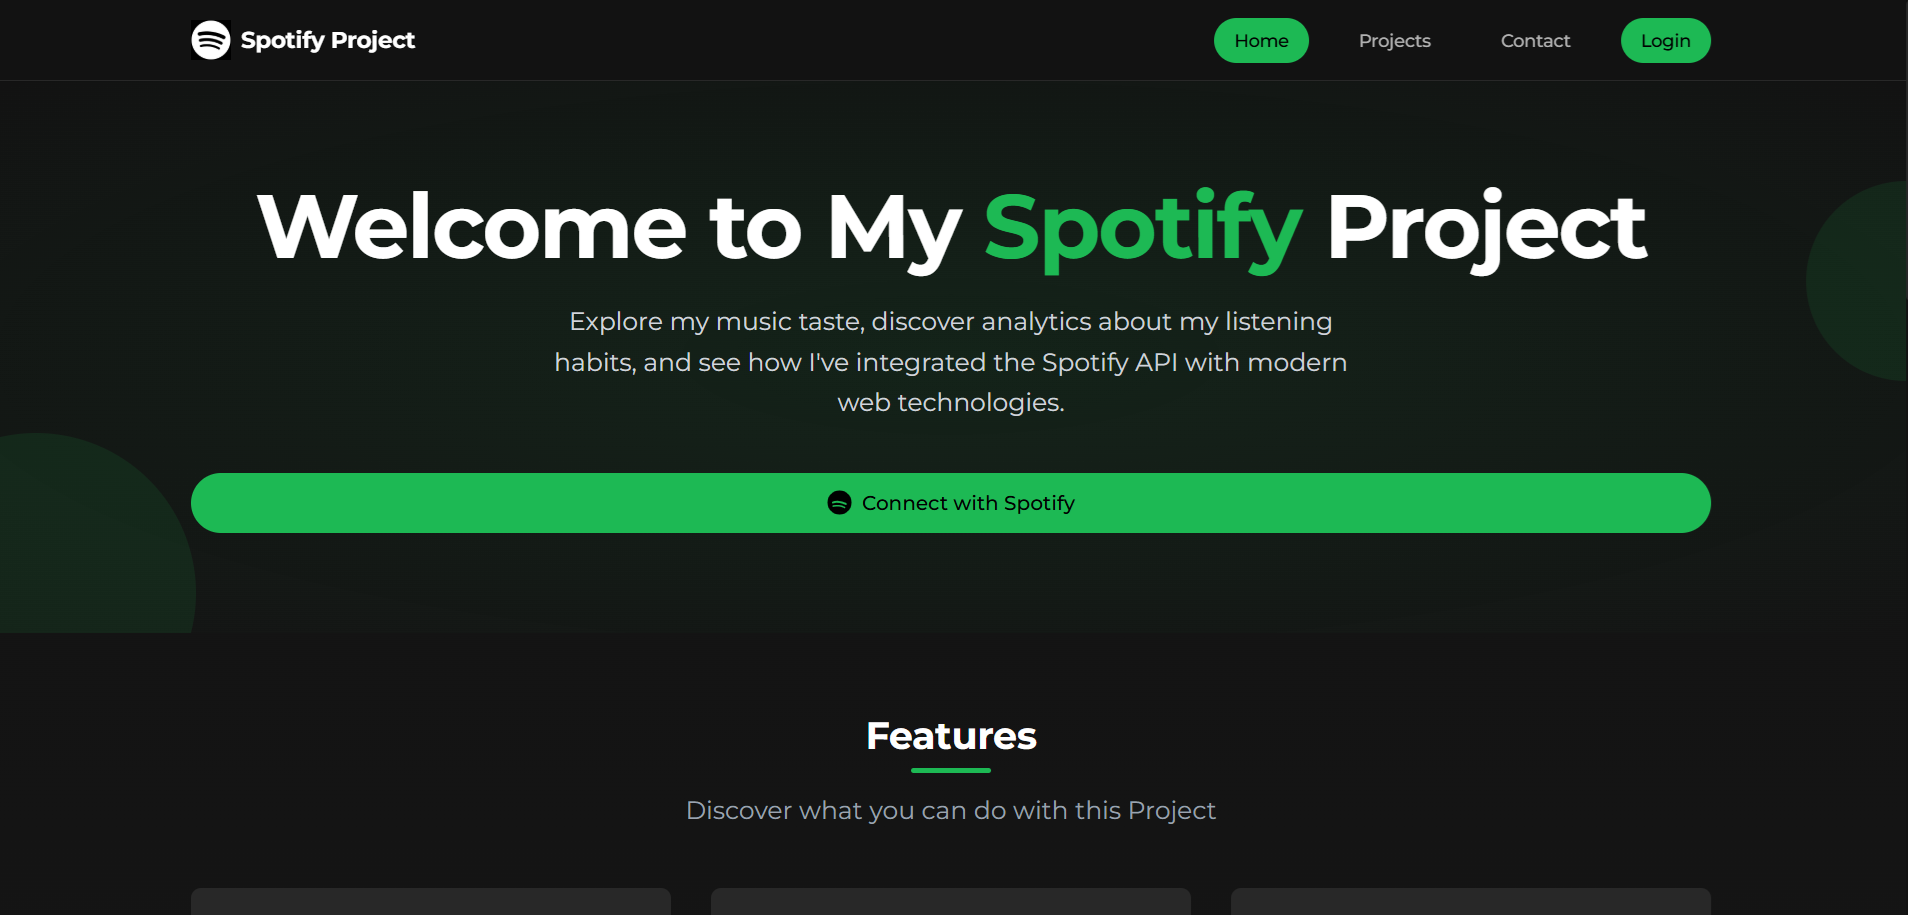 Spotify Project
Home
Projects
Contact
Login
Welcome to My Spotify Project
Explore my music taste, discover analytics about my listening
habits, and see how I've integrated the Spotify API with modern
web technologies.
Connect with Spotify
Features
Discover what you can do with this Project